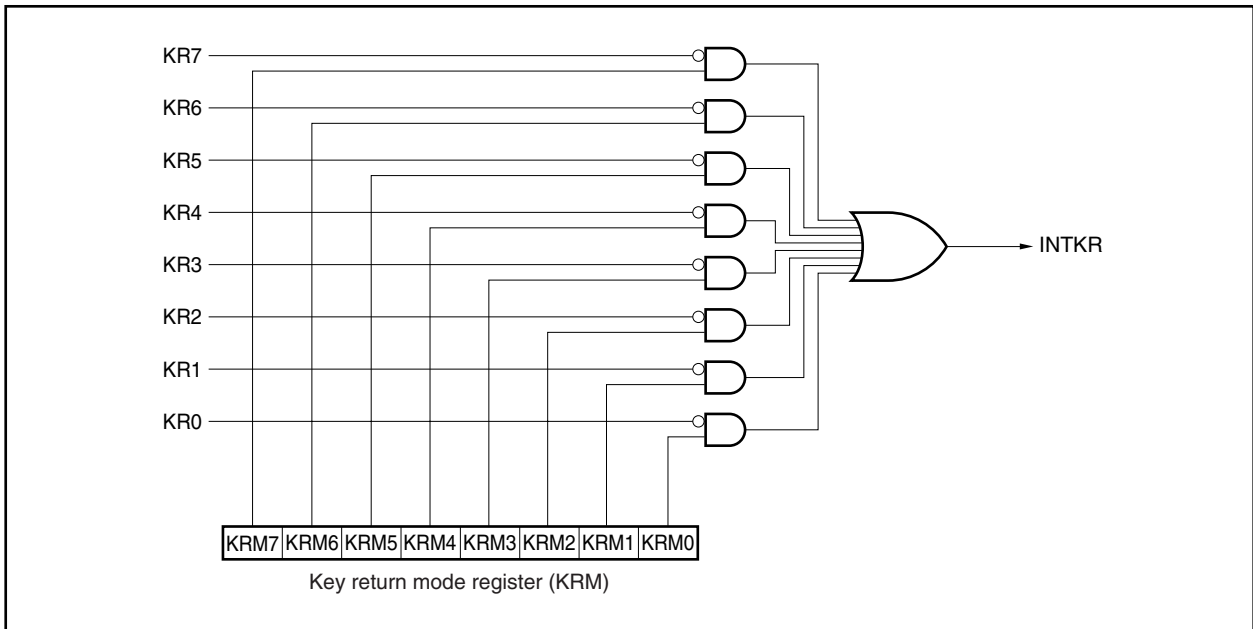 KR7
KR6
KR5
KR4
KR3
KR2
KR1
KR0
INTKR
KRM7 KRM6 KRM5 KRM4 KRM3 KRM2 KRM1 KRM0
Key return mode register (KRM)